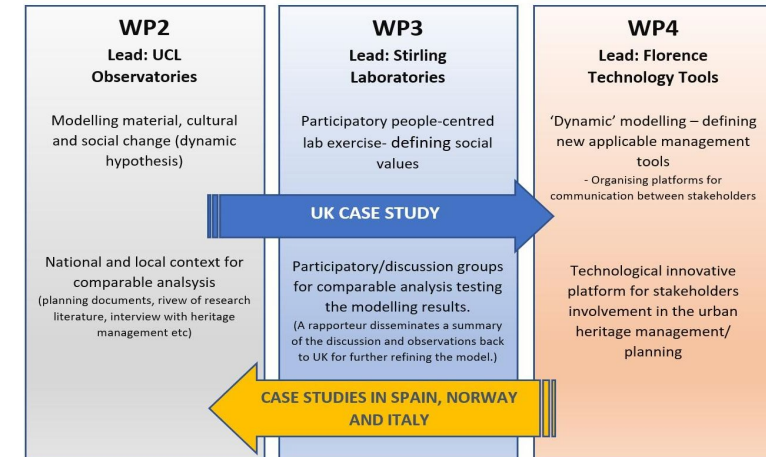 WP2
Lead: UCL
Observatories
Modelling material, cultural
and social change (dynamic
hypothesis)
National and local context for
comparable analsysis
(planning documents, rivew of research
literature, interview with heritage
management etc)
WP3
Lead: Stirling
Laboratories
Participatory people-centred
lab exercise- defining social
values
UK CASE STUDY
Participatory/discussion groups
for comparable analysis testing
the modelling results.
(A rapporteur disseminates a summary
of the discussion and observations back
to UK for further refining the model.)
CASE STUDIES IN SPAIN, NORWAY
AND ITALY
WP4
Lead: Florence
Technology Tools
‘Dynamic’ modelling – defining
new applicable management
tools
- Organising platforms for
communication between stakeholders
Technological innovative
platform for stakeholders
involvement in the urban
heritage management/
planning